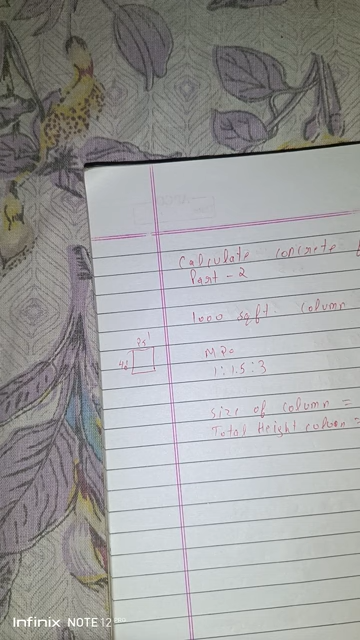 Calculate concrete
Part - 2
1000 sqft column
25'
40'
M20
1:1.5:3
Size of column =
Total Height column =
Infinix NOTE 12